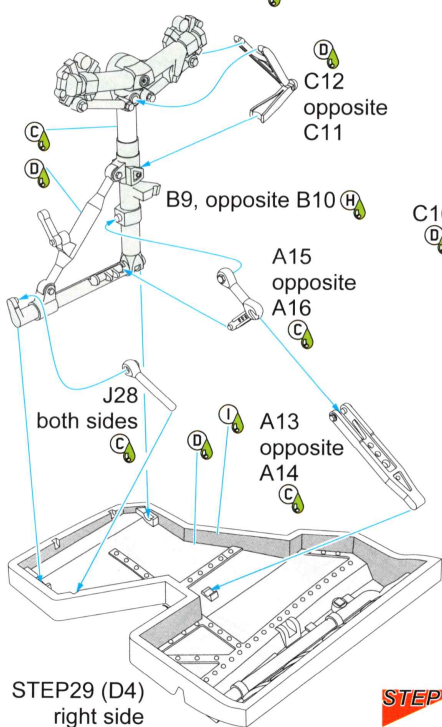 D
C12
opposite
C11
C
D
B9, opposite B10 H
D
A15
opposite
A16
C
J28
both sides
C
D
I
A13
opposite
A14
C
STEP29 (D4)
right side
STEP